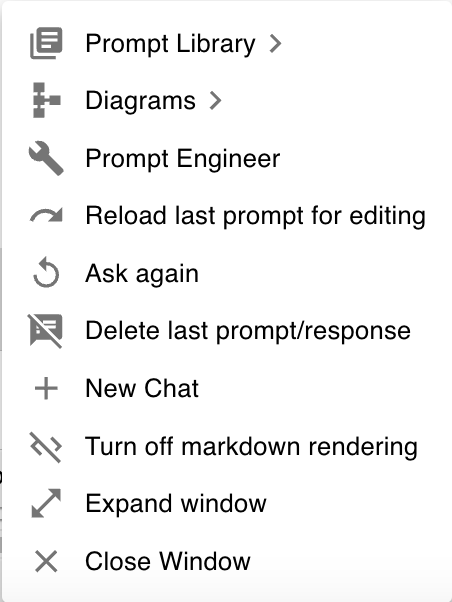 Prompt Library
Diagrams
Prompt Engineer
Reload last prompt for editing
Ask again
Delete last prompt/response
New Chat
Turn off markdown rendering
Expand window
Close Window